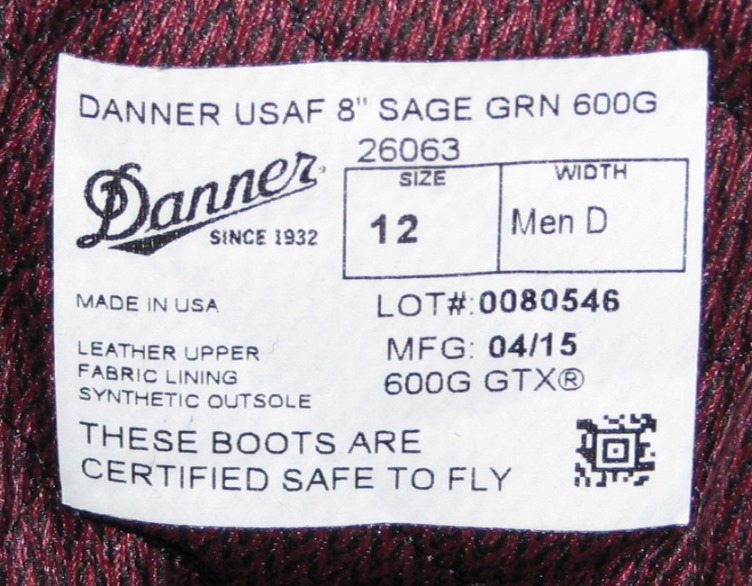 DANNER USAF 8" SAGE GRN 600G
26063
Danner
SINCE 1932
SIZE WIDTH
12 Men D
MADE IN USA
LOT#:0080546
LEATHER UPPER
FABRIC LINING
SYNTHETIC OUTSOLE
MFG: 04/15
600G GTX®
THESE BOOTS ARE
CERTIFIED SAFE TO FLY